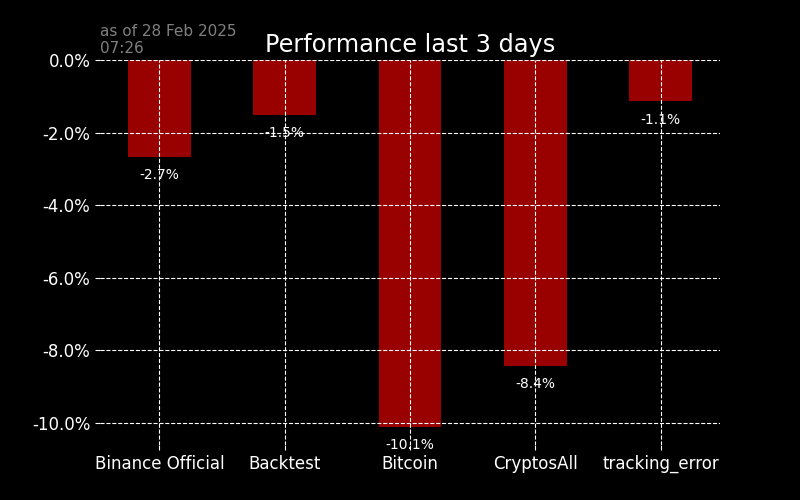 as of 28 Feb 2025
07:26
Performance last 3 days
0.0%
-2.0%
-4.0%
-6.0%
-8.0%
-10.0%
-2.7%
-1.5%
-10.1%
-8.4%
-1.1%
Binance Official
Backtest
Bitcoin
CryptosAll
tracking_error